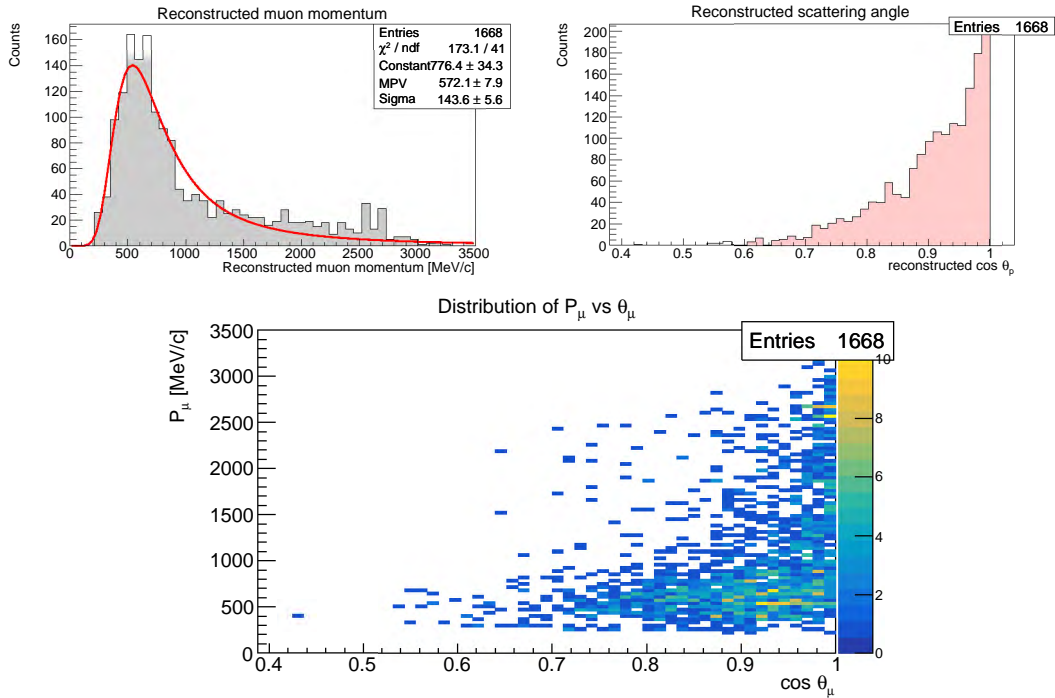 Reconstructed muon momentum
Counts
Entries 1668
χ² / ndf 173.1 / 41
Constant 776.4 ± 34.3
MPV 572.1 ± 7.9
Sigma 143.6 ± 5.6
160
140
120
100
80
60
40
20
0
0 500 1000 1500 2000 2500 3000 3500
Reconstructed muon momentum [MeV/c]
Reconstructed scattering angle
Counts
Entries 1668
200
180
160
140
120
100
80
60
40
20
0
0.4 0.5 0.6 0.7 0.8 0.9 1
reconstructed cos θp
Distribution of Pμ vs θμ
Pμ [MeV/c]
Entries 1668
3500
3000
2500
2000
1500
1000
500
0
0.4 0.5 0.6 0.7 0.8 0.9 1
cos θμ
10
8
6
4
2
0